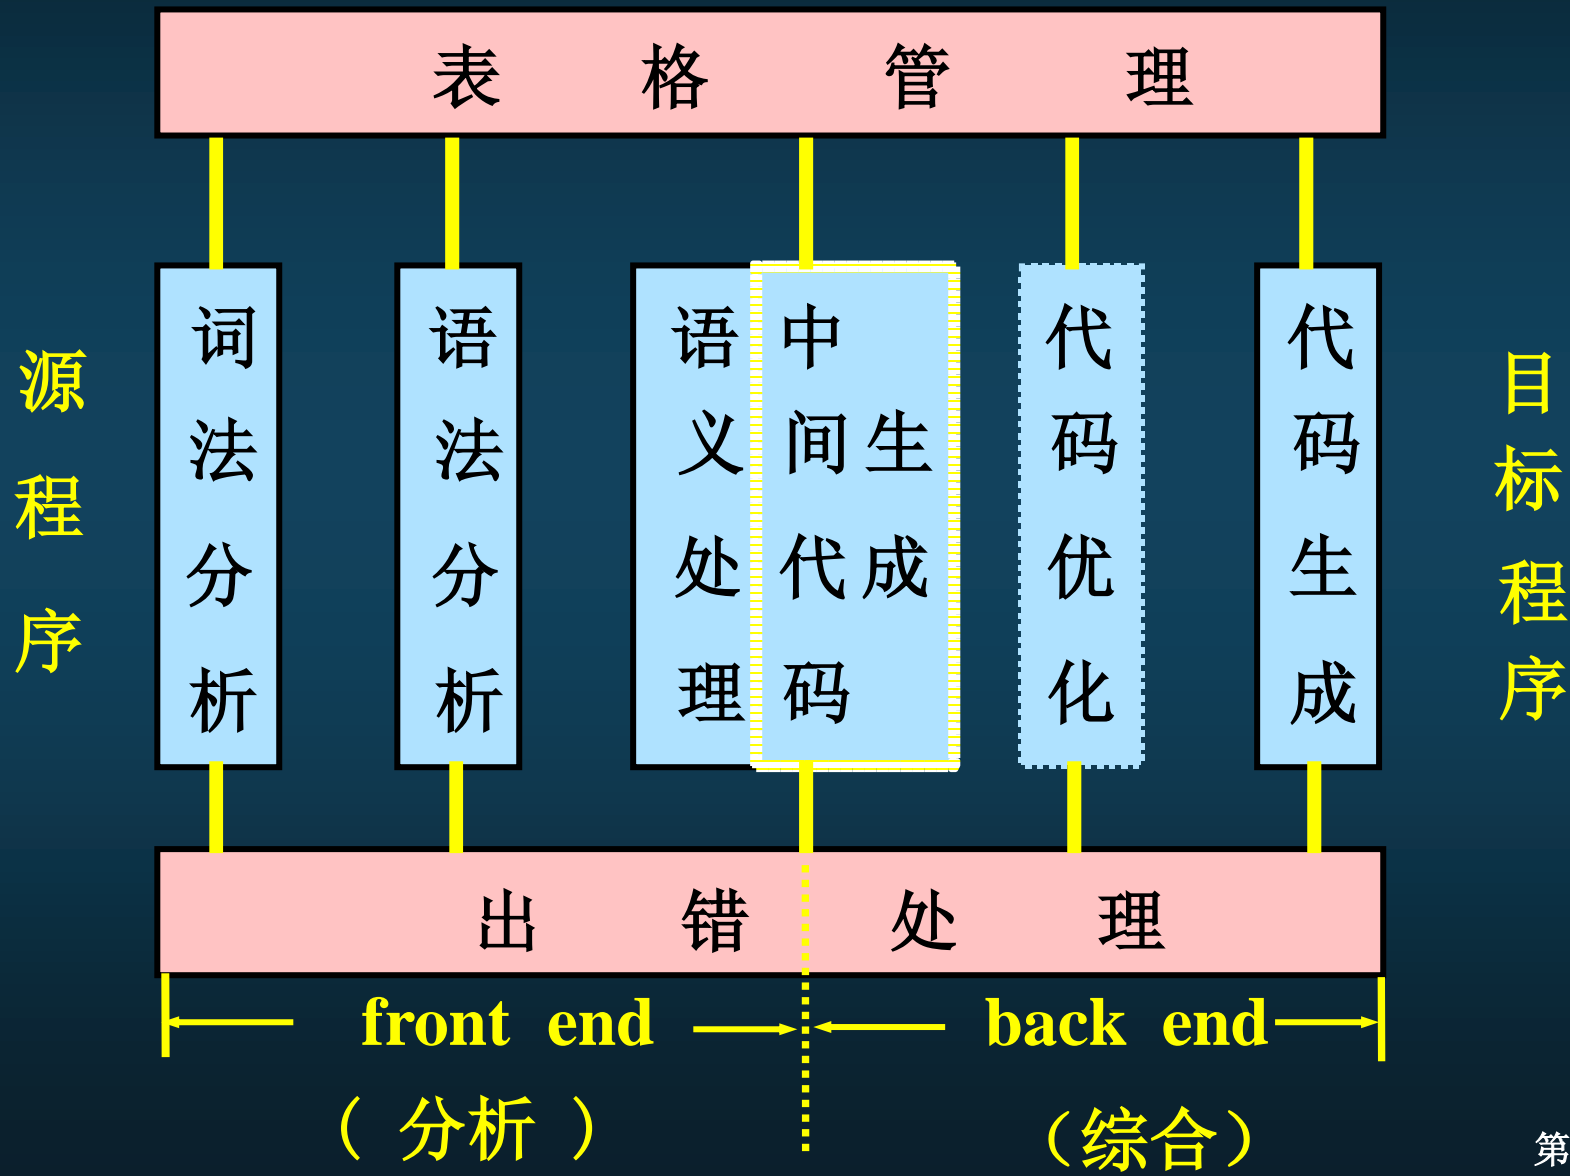 表格管理
源程序
词法分析
语法分析
语义处理
中间代码
生成
代码优化
代码生成
目标程序
出错处理
front end
back end
（分析）
（综合）
第